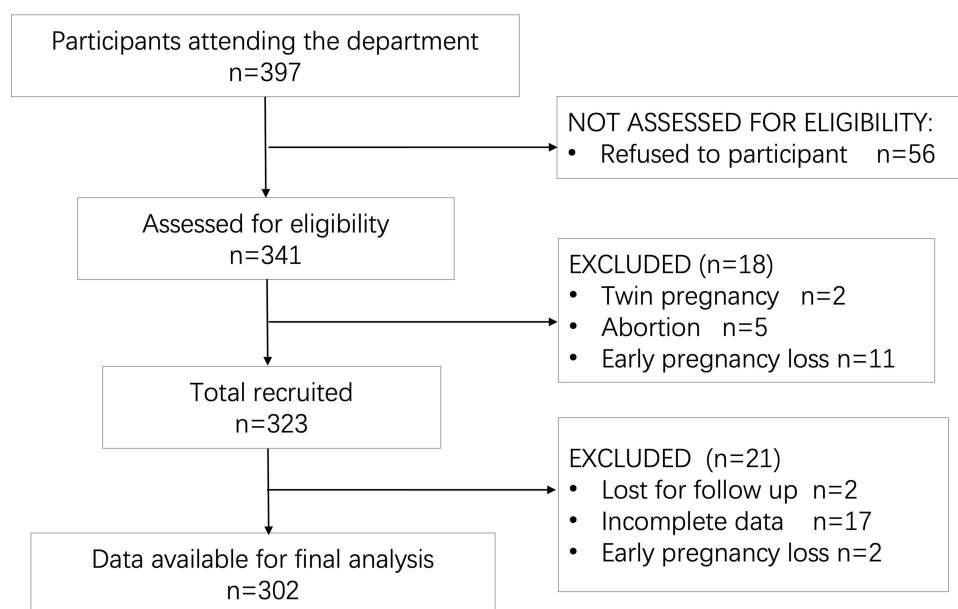 Participants attending the department
n=397
NOT ASSESSED FOR ELIGIBILITY:
• Refused to participant n=56
Assessed for eligibility
n=341
EXCLUDED (n=18)
• Twin pregnancy n=2
• Abortion n=5
• Early pregnancy loss n=11
Total recruited
n=323
EXCLUDED (n=21)
• Lost for follow up n=2
• Incomplete data n=17
• Early pregnancy loss n=2
Data available for final analysis
n=302